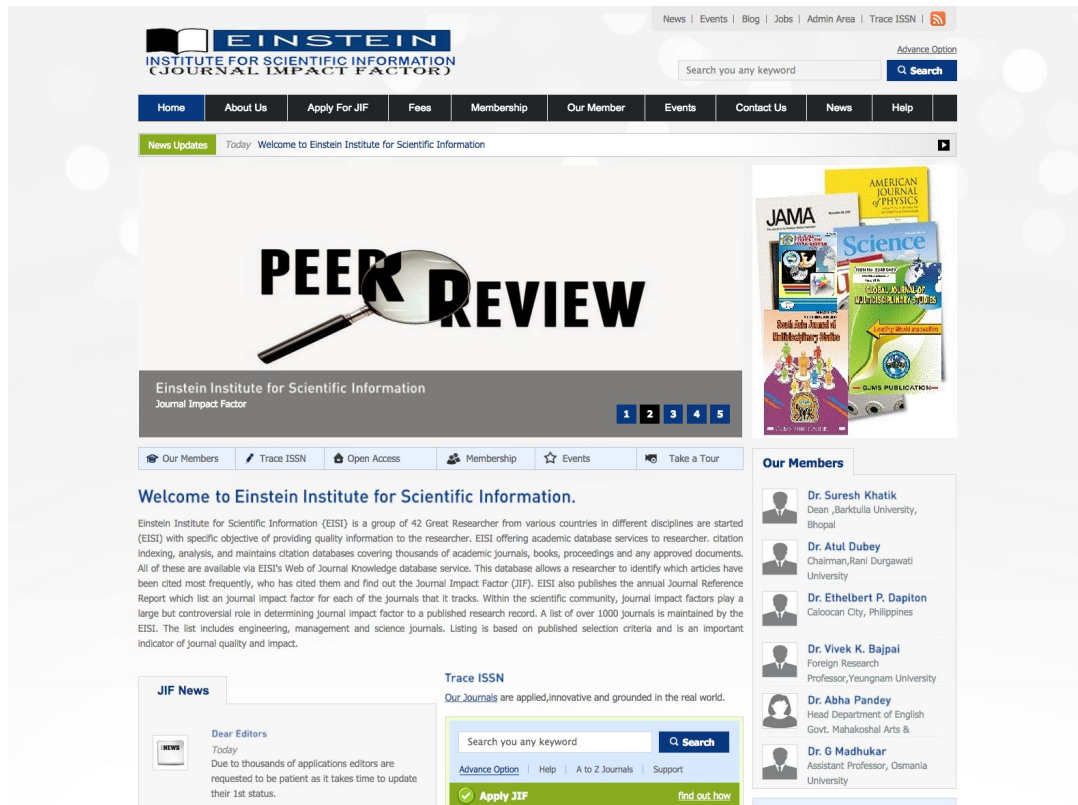 News | Events | Blog | Jobs | Admin Area | Trace ISSN |
EINSTEIN
INSTITUTE FOR SCIENTIFIC INFORMATION
(JOURNAL IMPACT FACTOR)
Advance Option
Search you any keyword
Search
Home About Us Apply For JIF Fees Membership Our Member Events Contact Us News Help
News Updates Today Welcome to Einstein Institute for Scientific Information
PEER REVIEW
Einstein Institute for Scientific Information
Journal Impact Factor
1 2 3 4 5
AMERICAN
JOURNAL
of PHYSICS
JAMA
Science
GLOBAL JOURNAL OF
MULTIDISCIPLINARY STUDIES
Leading World Innovation
South Asia Journal of
Multidisciplinary Studies
GJMS PUBLICATION
Our Members Trace ISSN Open Access Membership Events Take a Tour
Welcome to Einstein Institute for Scientific Information.
Einstein Institute for Scientific Information {EISI} is a group of 42 Great Researcher from various countries in different disciplines are started
(EISI) with specific objective of providing quality information to the researcher. EISI offering academic database services to researcher. citation
indexing, analysis, and maintains citation databases covering thousands of academic journals, books, proceedings and any approved documents.
All of these are available via EISI's Web of Journal Knowledge database service. This database allows a researcher to identify which articles have
been cited most frequently, who has cited them and find out the Journal Impact Factor (JIF). EISI also publishes the annual Journal Reference
Report which list an journal impact factor for each of the journals that it tracks. Within the scientific community, journal impact factors play a
large but controversial role in determining journal impact factor to a published research record. A list of over 1000 journals is maintained by the
EISI. The list includes engineering, management and science journals. Listing is based on published selection criteria and is an important
indicator of journal quality and impact.
JIF News
NEWS
Dear Editors
Today
Due to thousands of applications editors are
requested to be patient as it takes time to update
their 1st status.
Trace ISSN
Our Journals are applied,innovative and grounded in the real world.
Search you any keyword
Search
Advance Option | Help | A to Z Journals | Support
Apply JIF find out how
Our Members
Dr. Suresh Khatik
Dean ,Barktulla University,
Bhopal
Dr. Atul Dubey
Chairman,Rani Durgawati
University
Dr. Ethelbert P. Dapiton
Caloocan City, Philippines
Dr. Vivek K. Bajpai
Foreign Research
Professor,Yeungnam University
Dr. Abha Pandey
Head Department of English
Govt. Mahakoshal Arts &
Dr. G Madhukar
Assistant Professor, Osmania
University